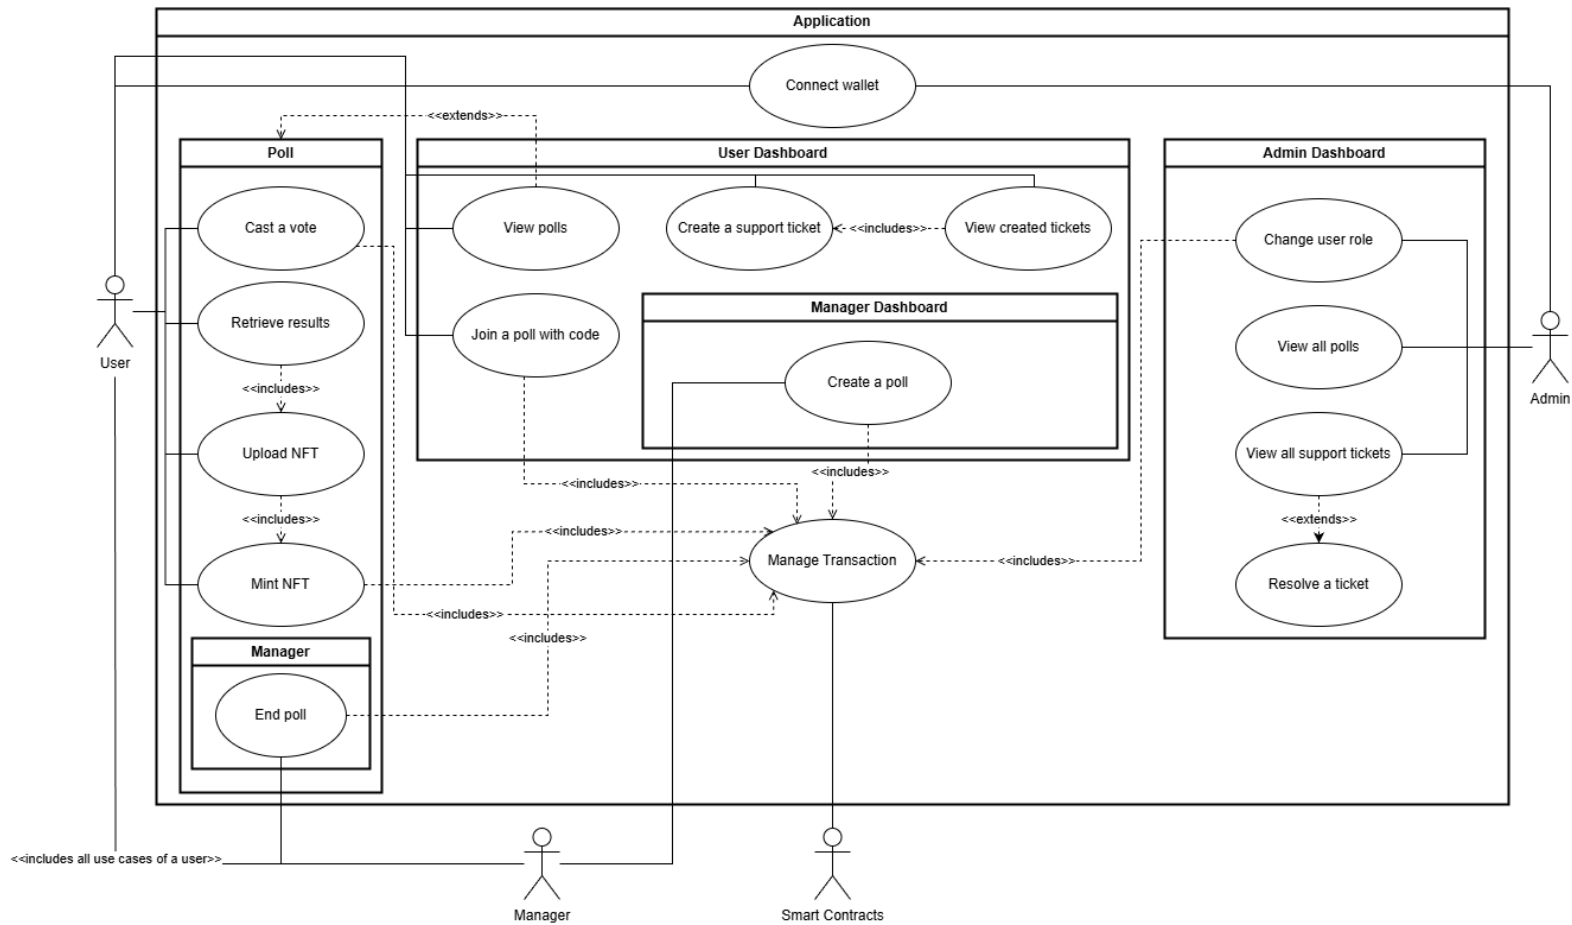 Application
Connect wallet
<<extends>>
Poll
User Dashboard
Admin Dashboard
Cast a vote
View polls
Create a support ticket
<<includes>>
View created tickets
Change user role
Retrieve results
Join a poll with code
Manager Dashboard
View all polls
User
Create a poll
Admin
<<includes>>
Upload NFT
View all support tickets
<<includes>>
<<includes>>
<<includes>>
<<extends>>
<<includes>>
Manage Transaction
<<includes>>
Mint NFT
Resolve a ticket
<<includes>>
<<includes>>
Manager
End poll
<<includes all use cases of a user>>
Manager
Smart Contracts